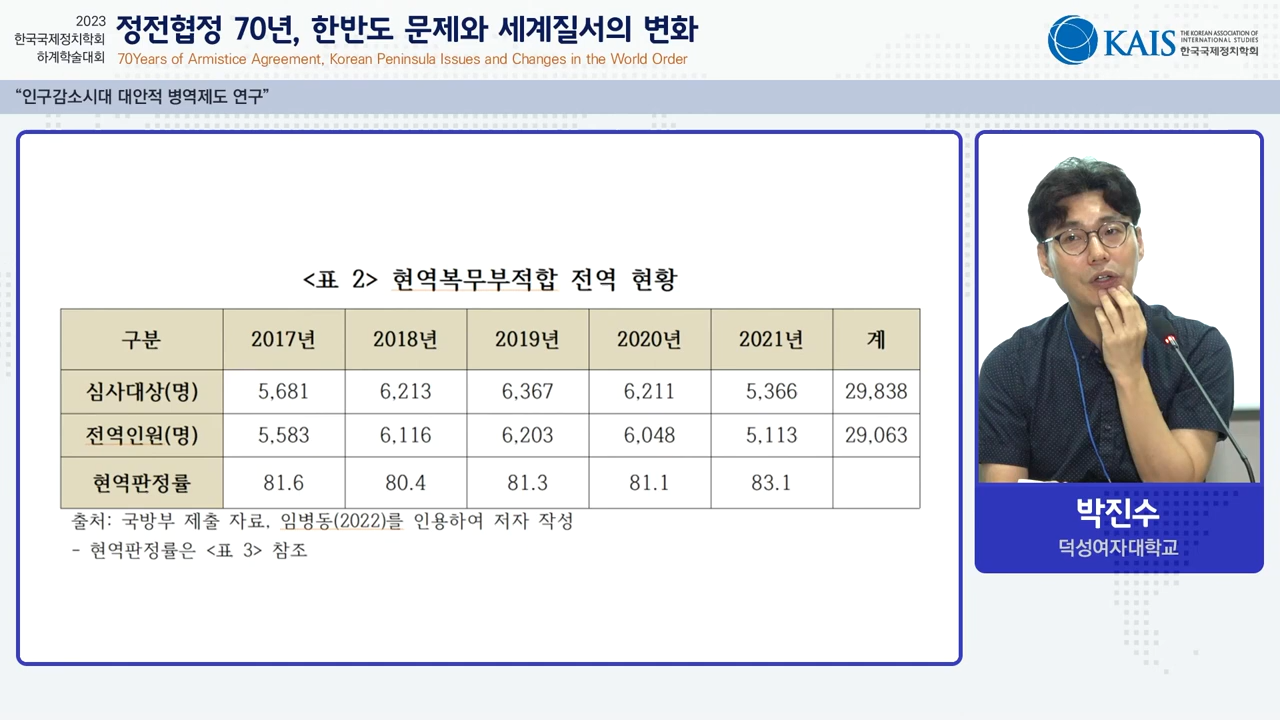 2023
한국국제정치학회
하계학술대회
정전협정 70년, 한반도 문제와 세계질서의 변화
70Years of Armistice Agreement, Korean Peninsula Issues and Changes in the World Order
KAIS
THE KOREAN ASSOCIATION OF
INTERNATIONAL STUDIES
한국국제정치학회
“인구감소시대 대안적 병역제도 연구”
<표 2> 현역복무부적합 전역 현황
구분 2017년 2018년 2019년 2020년 2021년 계
심사대상(명) 5,681 6,213 6,367 6,211 5,366 29,838
전역인원(명) 5,583 6,116 6,203 6,048 5,113 29,063
현역판정률 81.6 80.4 81.3 81.1 83.1
출처: 국방부 제출 자료, 임병동(2022)를 인용하여 저자 작성
- 현역판정률은 <표 3> 참조
박진수
덕성여자대학교